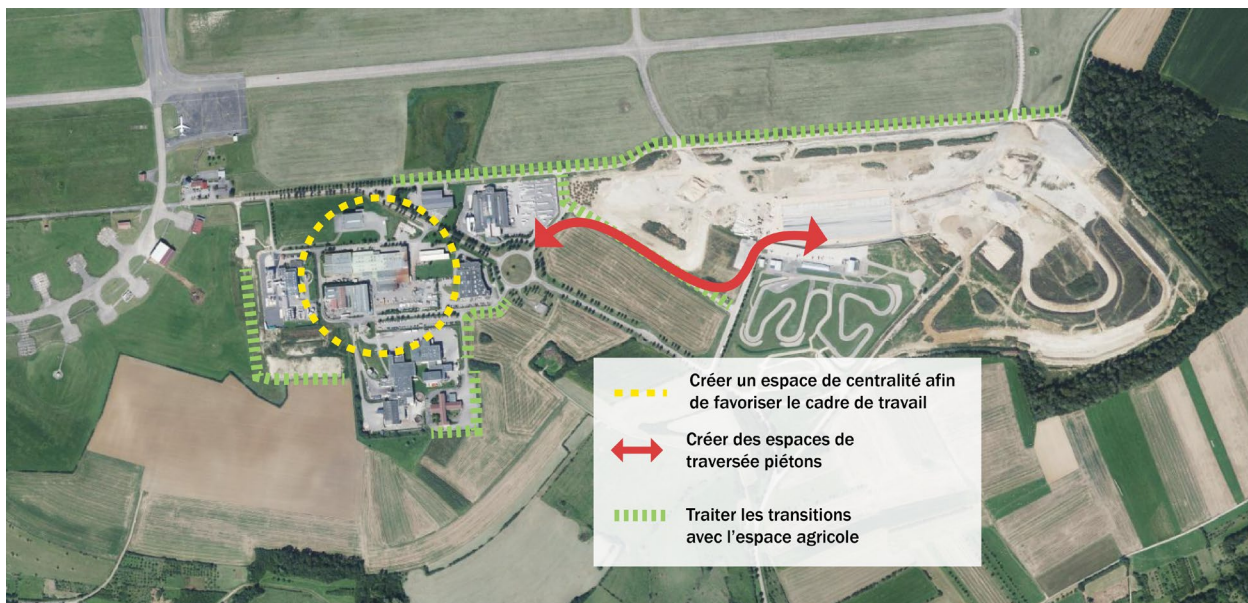 Créer un espace de centralité afin
de favoriser le cadre de travail
Créer des espaces de
traversée piétons
Traiter les transitions
avec l'espace agricole